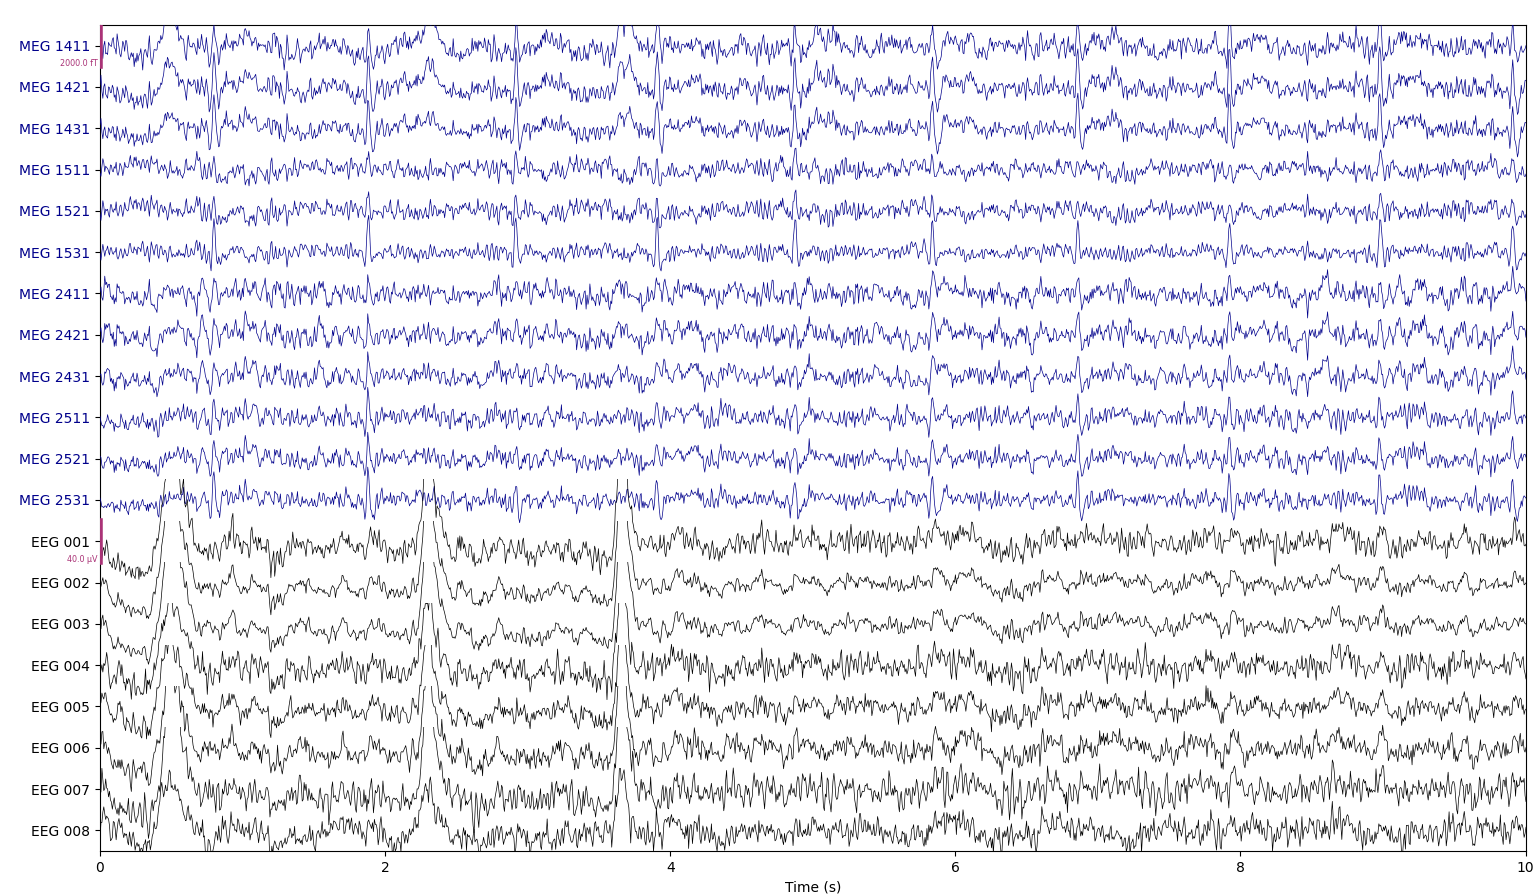 MEG 1411
2000.0 fT
MEG 1421
MEG 1431
MEG 1511
MEG 1521
MEG 1531
MEG 2411
MEG 2421
MEG 2431
MEG 2511
MEG 2521
MEG 2531
EEG 001
40.0 µV
EEG 002
EEG 003
EEG 004
EEG 005
EEG 006
EEG 007
EEG 008
0 2 4 6 8 10
Time (s)